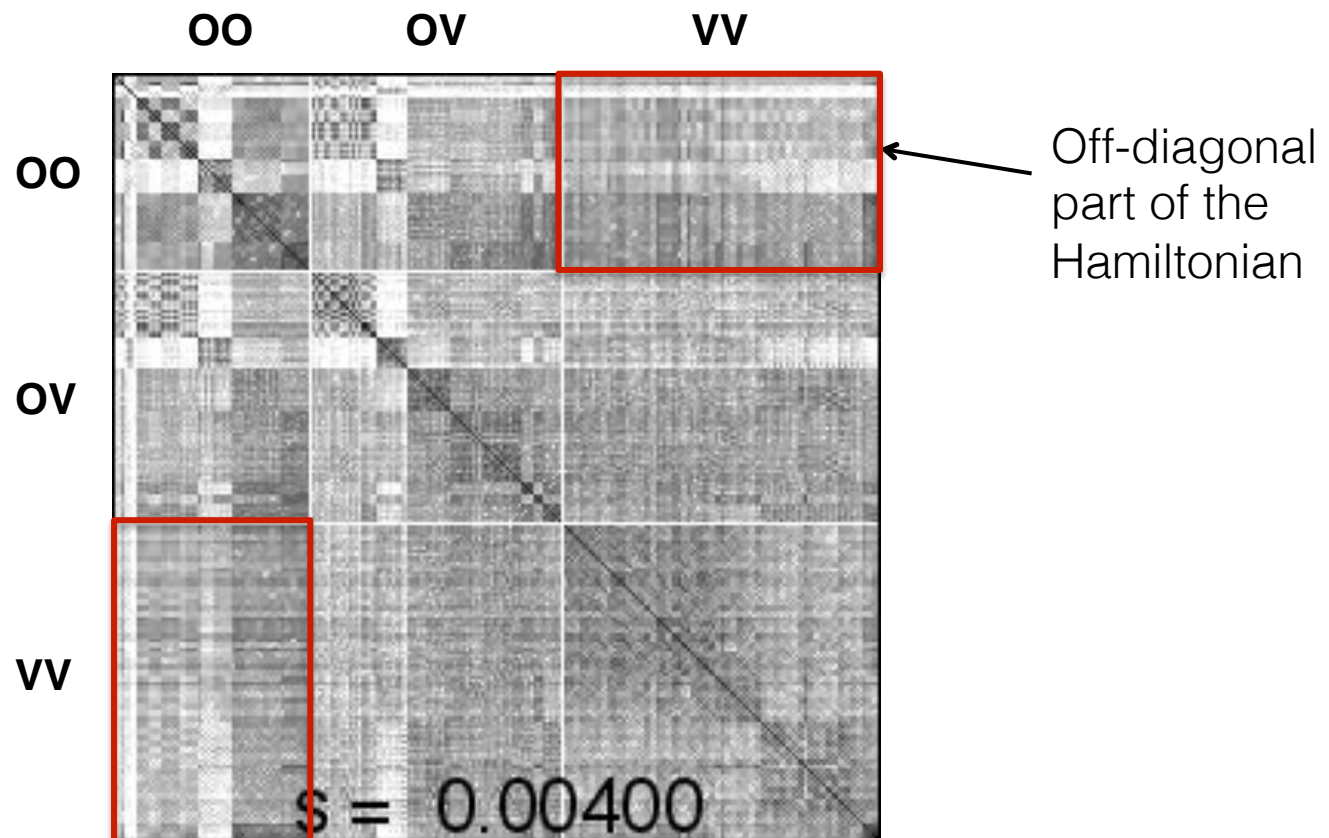 OO OV VV
OO
Off-diagonal
part of the
Hamiltonian
OV
VV
s = 0.00400